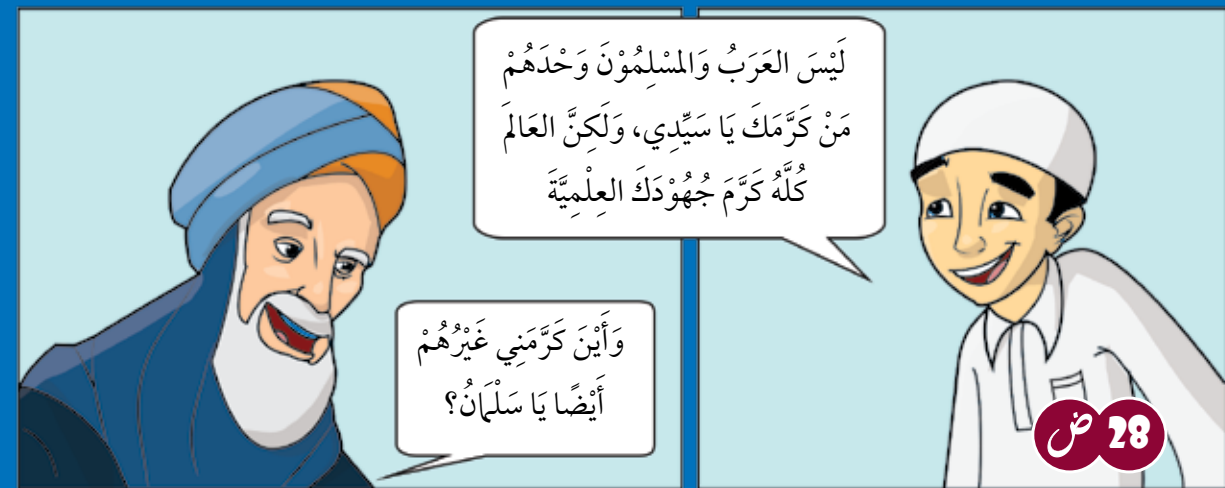 لَيْسَ العَرَبُ وَالمسْلِمُوْنَ وَحْدَهُمْ
مَنْ كَرَّمَكَ يَا سَيِّدِي، وَلَكِنَّ العَالَمَ
كُلَّهُ كَرَّمَ جُهُوْدَكَ العِلْمِيَّةَ
وَأَيْنَ كَرَّمَنِي غَيْرُهُمْ
أَيْضًا يَا سَلْمَانُ؟
28 ض